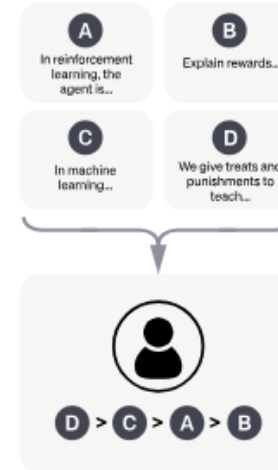 A
In reinforcement
learning, the
agent is...
B
Explain rewards...
C
In machine
learning...
D
We give treats and
punishments to
teach...
D > C > A > B